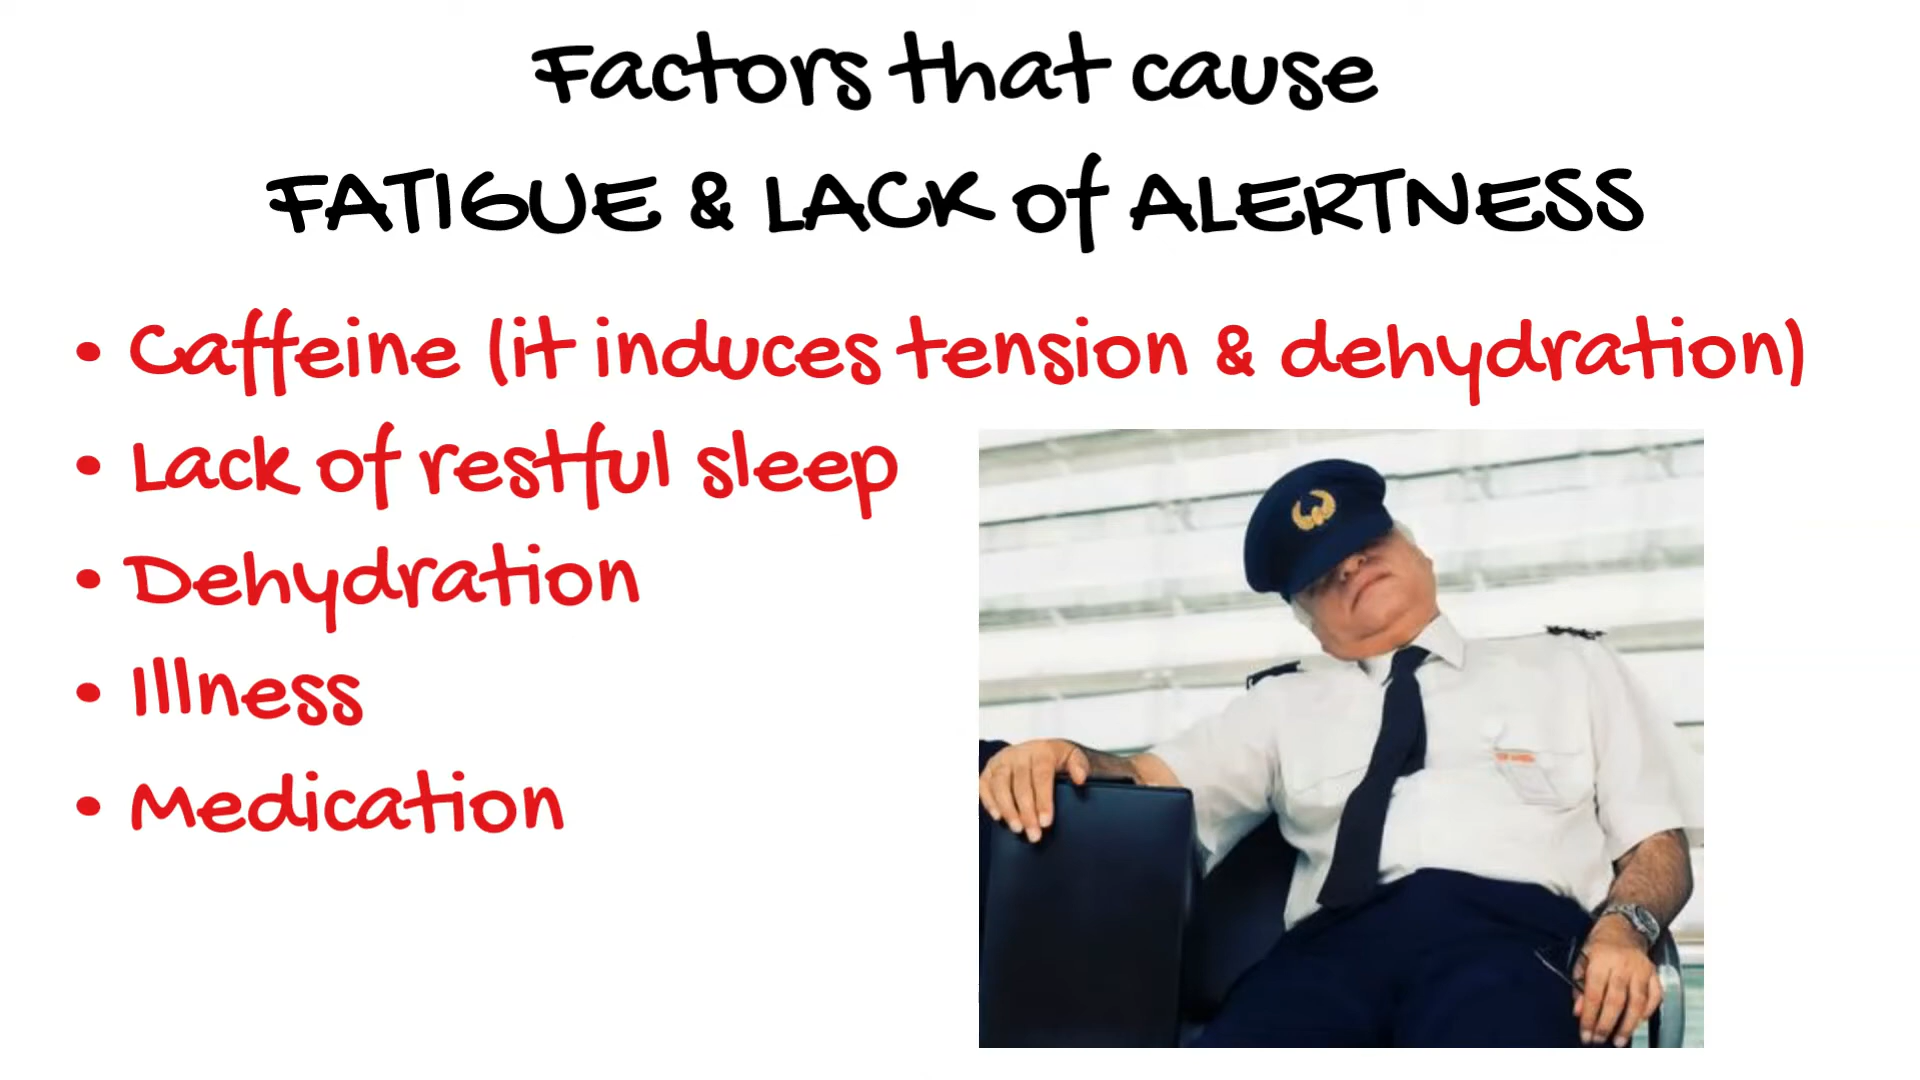 Factors that cause
FATIGUE & LACK of ALERTNESS
• Caffeine (it induces tension & dehydration)
• Lack of restful sleep
• Dehydration
• Illness
• Medication